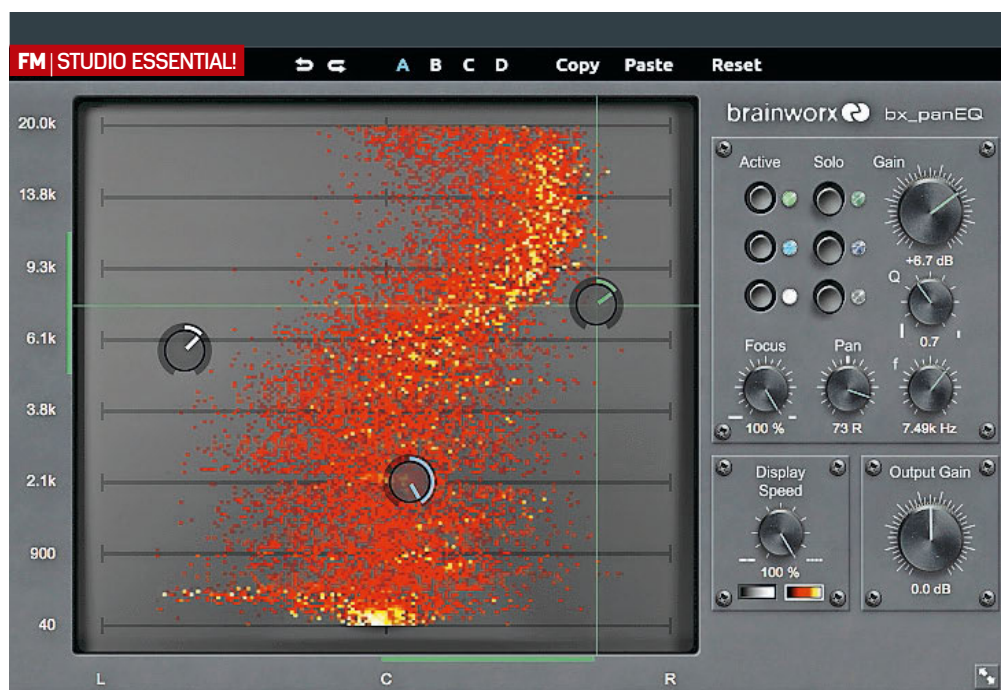 FM | STUDIO ESSENTIAL!
A B C D Copy Paste Reset
brainworx bx_panEQ
20.0k
13.8k
9.3k
6.1k
3.8k
2.1k
900
40
L C R
Active Solo Gain
+6.7 dB
Q
0.7
Focus Pan f
100 % 73 R 7.49k Hz
Display
Speed
100 %
Output Gain
0.0 dB